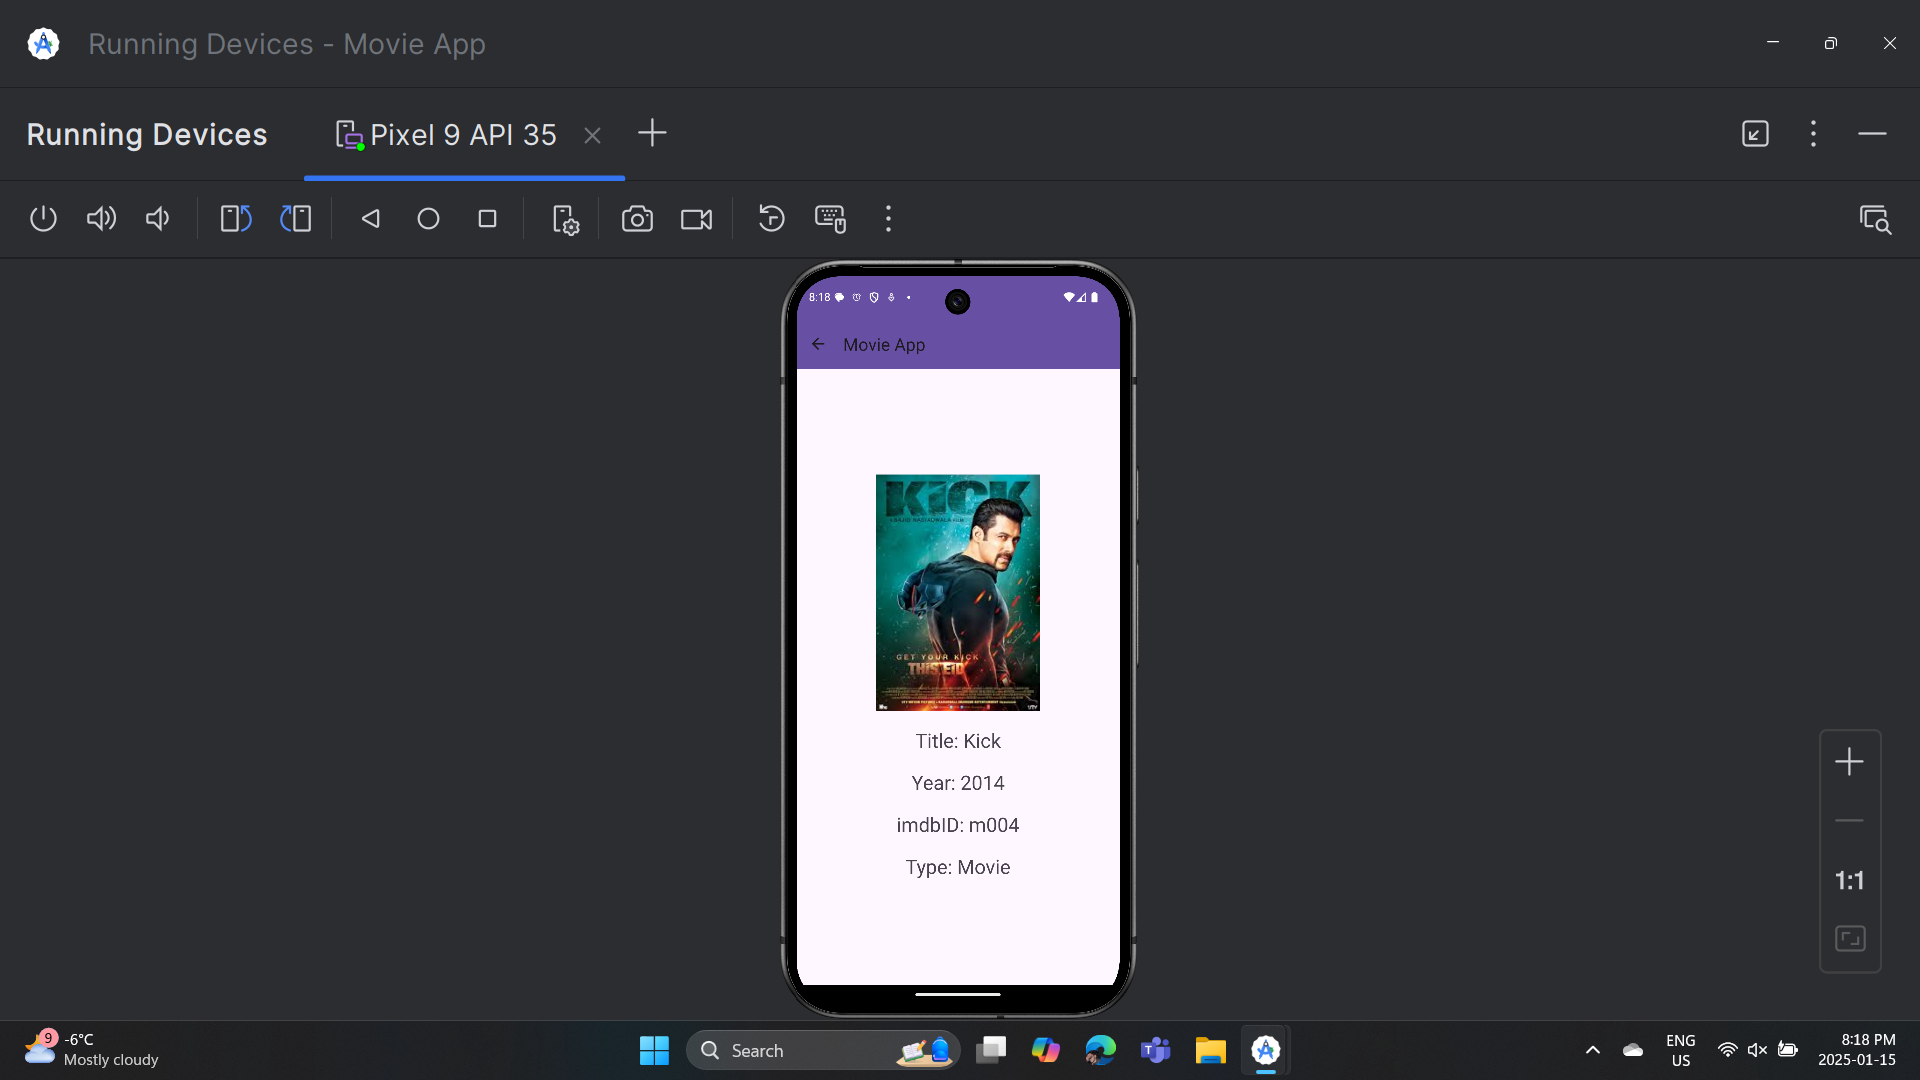 Running Devices - Movie App
Running Devices
Pixel 9 API 35
8:18
Movie App
KICK
GET YOUR KICK
THIS EID
Title: Kick
Year: 2014
imdbID: m004
Type: Movie
1:1
9
-6°C
Mostly cloudy
Search
T
ENG
US
8:18 PM
2025-01-15